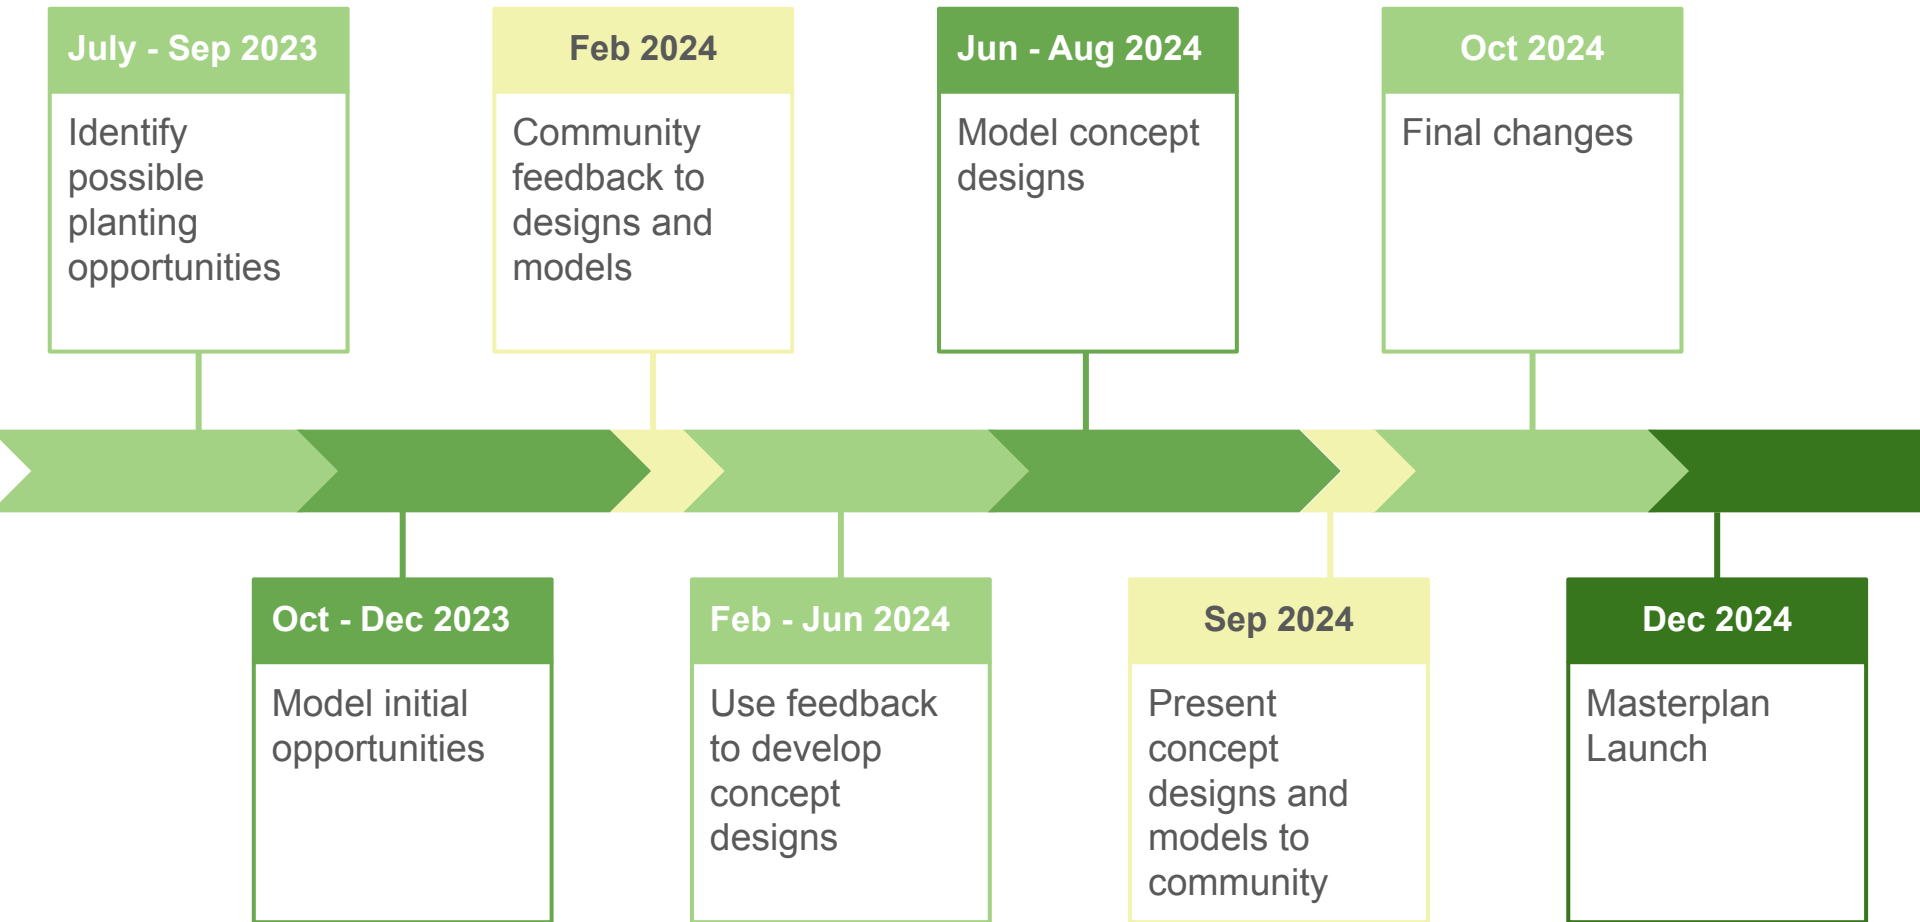 July - Sep 2023
Identify
possible
planting
opportunities
Feb 2024
Community
feedback to
designs and
models
Jun - Aug 2024
Model concept
designs
Oct 2024
Final changes
Oct - Dec 2023
Model initial
opportunities
Feb - Jun 2024
Use feedback
to develop
concept
designs
Sep 2024
Present
concept
designs and
models to
community
Dec 2024
Masterplan
Launch